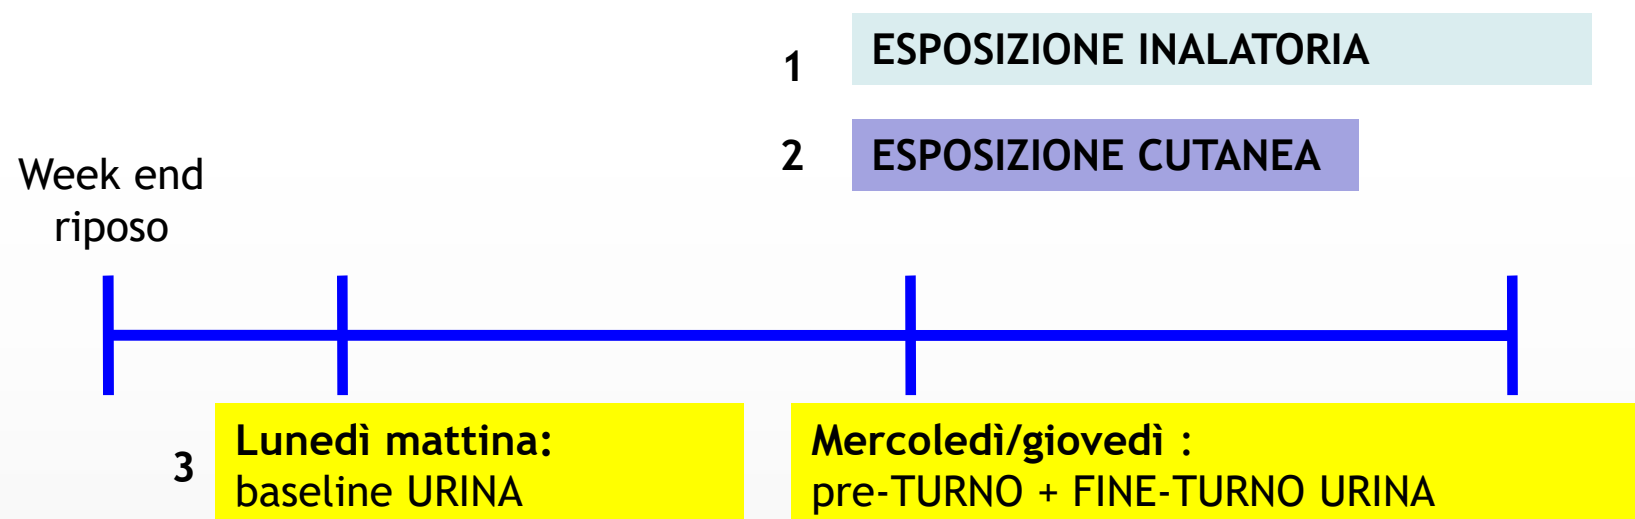 1 ESPOSIZIONE INALATORIA
2 ESPOSIZIONE CUTANEA
Week end
riposo
3
Lunedì mattina:
baseline URINA
Mercoledì/giovedì :
pre-TURNO + FINE-TURNO URINA